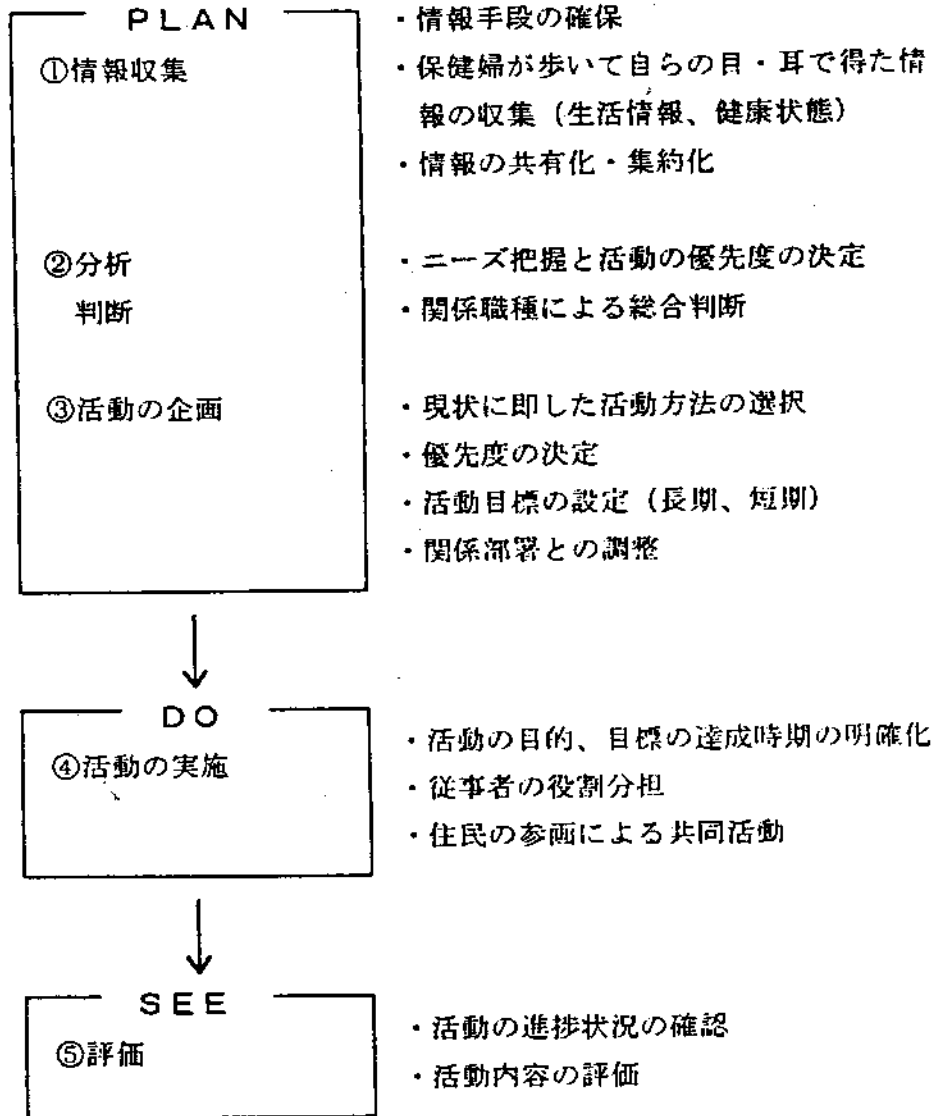 PLAN
・情報手段の確保
①情報収集
・保健婦が歩いて自らの目・耳で得た情
報の収集（生活情報、健康状態）
・情報の共有化・集約化
②分析
・ニーズ把握と活動の優先度の決定
判断
・関係職種による総合判断
③活動の企画
・現状に即した活動方法の選択
・優先度の決定
・活動目標の設定（長期、短期）
・関係部署との調整
DO
・活動の目的、目標の達成時期の明確化
④活動の実施
・従事者の役割分担
・住民の参画による共同活動
SEE
・活動の進捗状況の確認
⑤評価
・活動内容の評価